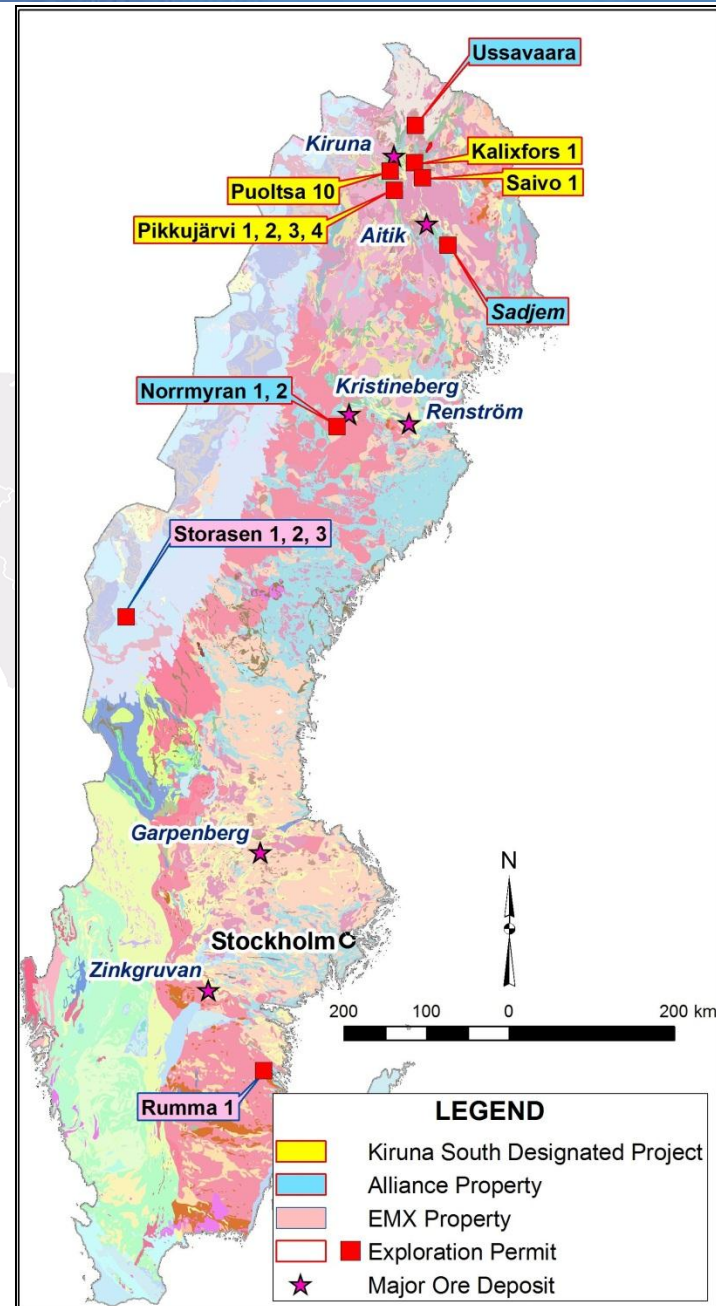 Ussavaara
Kiruna
Kalixfors 1
Puoltsa 10
Saivo 1
Pikkujärvi 1, 2, 3, 4
Aitik
Sadjem
Kristineberg
Norrmyran 1, 2
Renström
Storasen 1, 2, 3
Garpenberg
N
Stockholm
Zinkgruvan
200 100 0 200 km
Rumma 1
LEGEND
Kiruna South Designated Project
Alliance Property
EMX Property
Exploration Permit
Major Ore Deposit